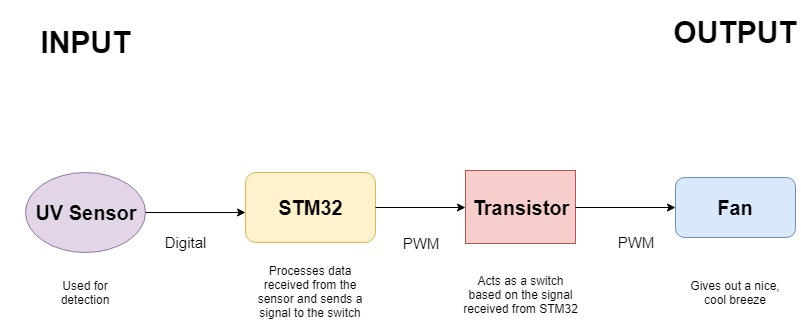 INPUT
OUTPUT
UV Sensor
STM32
Transistor
Fan
Digital
PWM
PWM
Used for
detection
Processes data
received from the
sensor and sends a
signal to the switch
Acts as a switch
based on the signal
received from STM32
Gives out a nice,
cool breeze